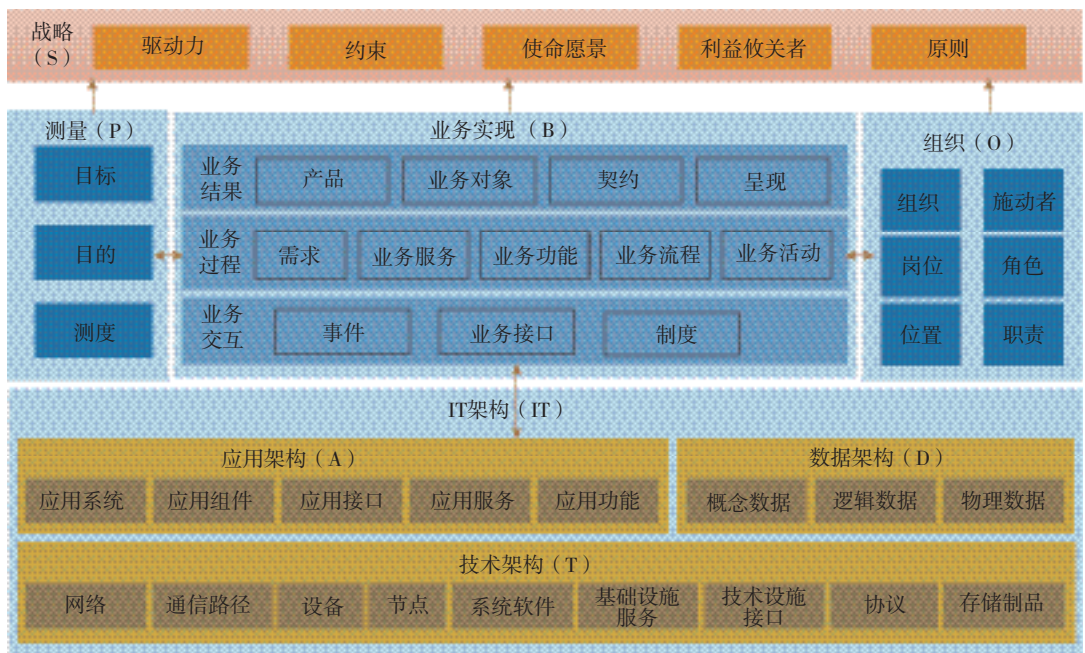 战略
（S）
驱动力
约束
使命愿景
利益攸关者
原则
测量（P）
目标
目的
测度
业务实现（B）
业务
结果
产品
业务对象
契约
呈现
业务
过程
需求
业务服务
业务功能
业务流程
业务活动
业务
交互
事件
业务接口
制度
组织（O）
组织
施动者
岗位
角色
位置
职责
IT架构（IT）
应用架构（A）
应用系统
应用组件
应用接口
应用服务
应用功能
数据架构（D）
概念数据
逻辑数据
物理数据
技术架构（T）
网络
通信路径
设备
节点
系统软件
基础设施
服务
技术设施
接口
协议
存储制品